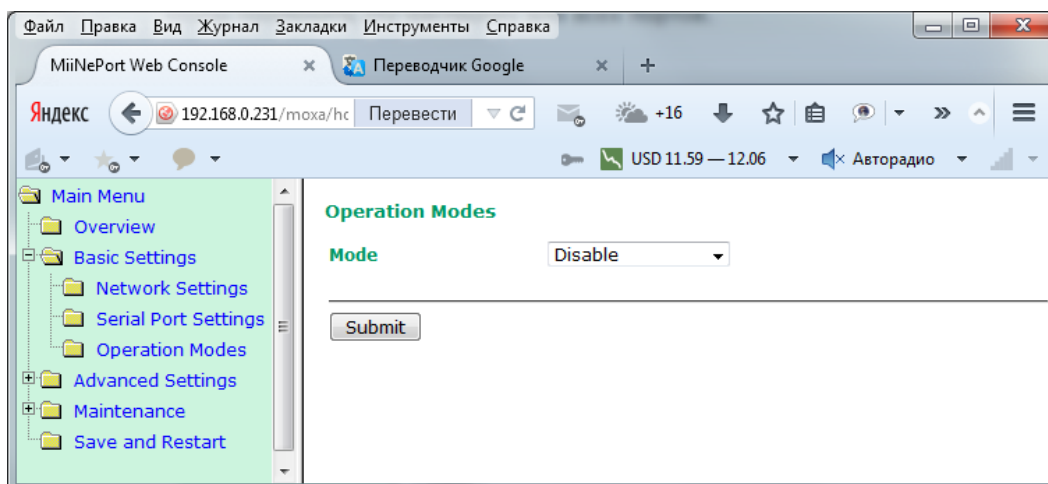 всех портов.
Файл Правка Вид Журнал Закладки Инструменты Справка
MiiNePort Web Console × Переводчик Google × +
Яндекс 192.168.0.231/moxa/hc Перевести +16
USD 11.59 — 12.06 Авторадио
Main Menu
Overview
Basic Settings
Network Settings
Serial Port Settings
Operation Modes
Advanced Settings
Maintenance
Save and Restart
Operation Modes
Mode Disable
Submit